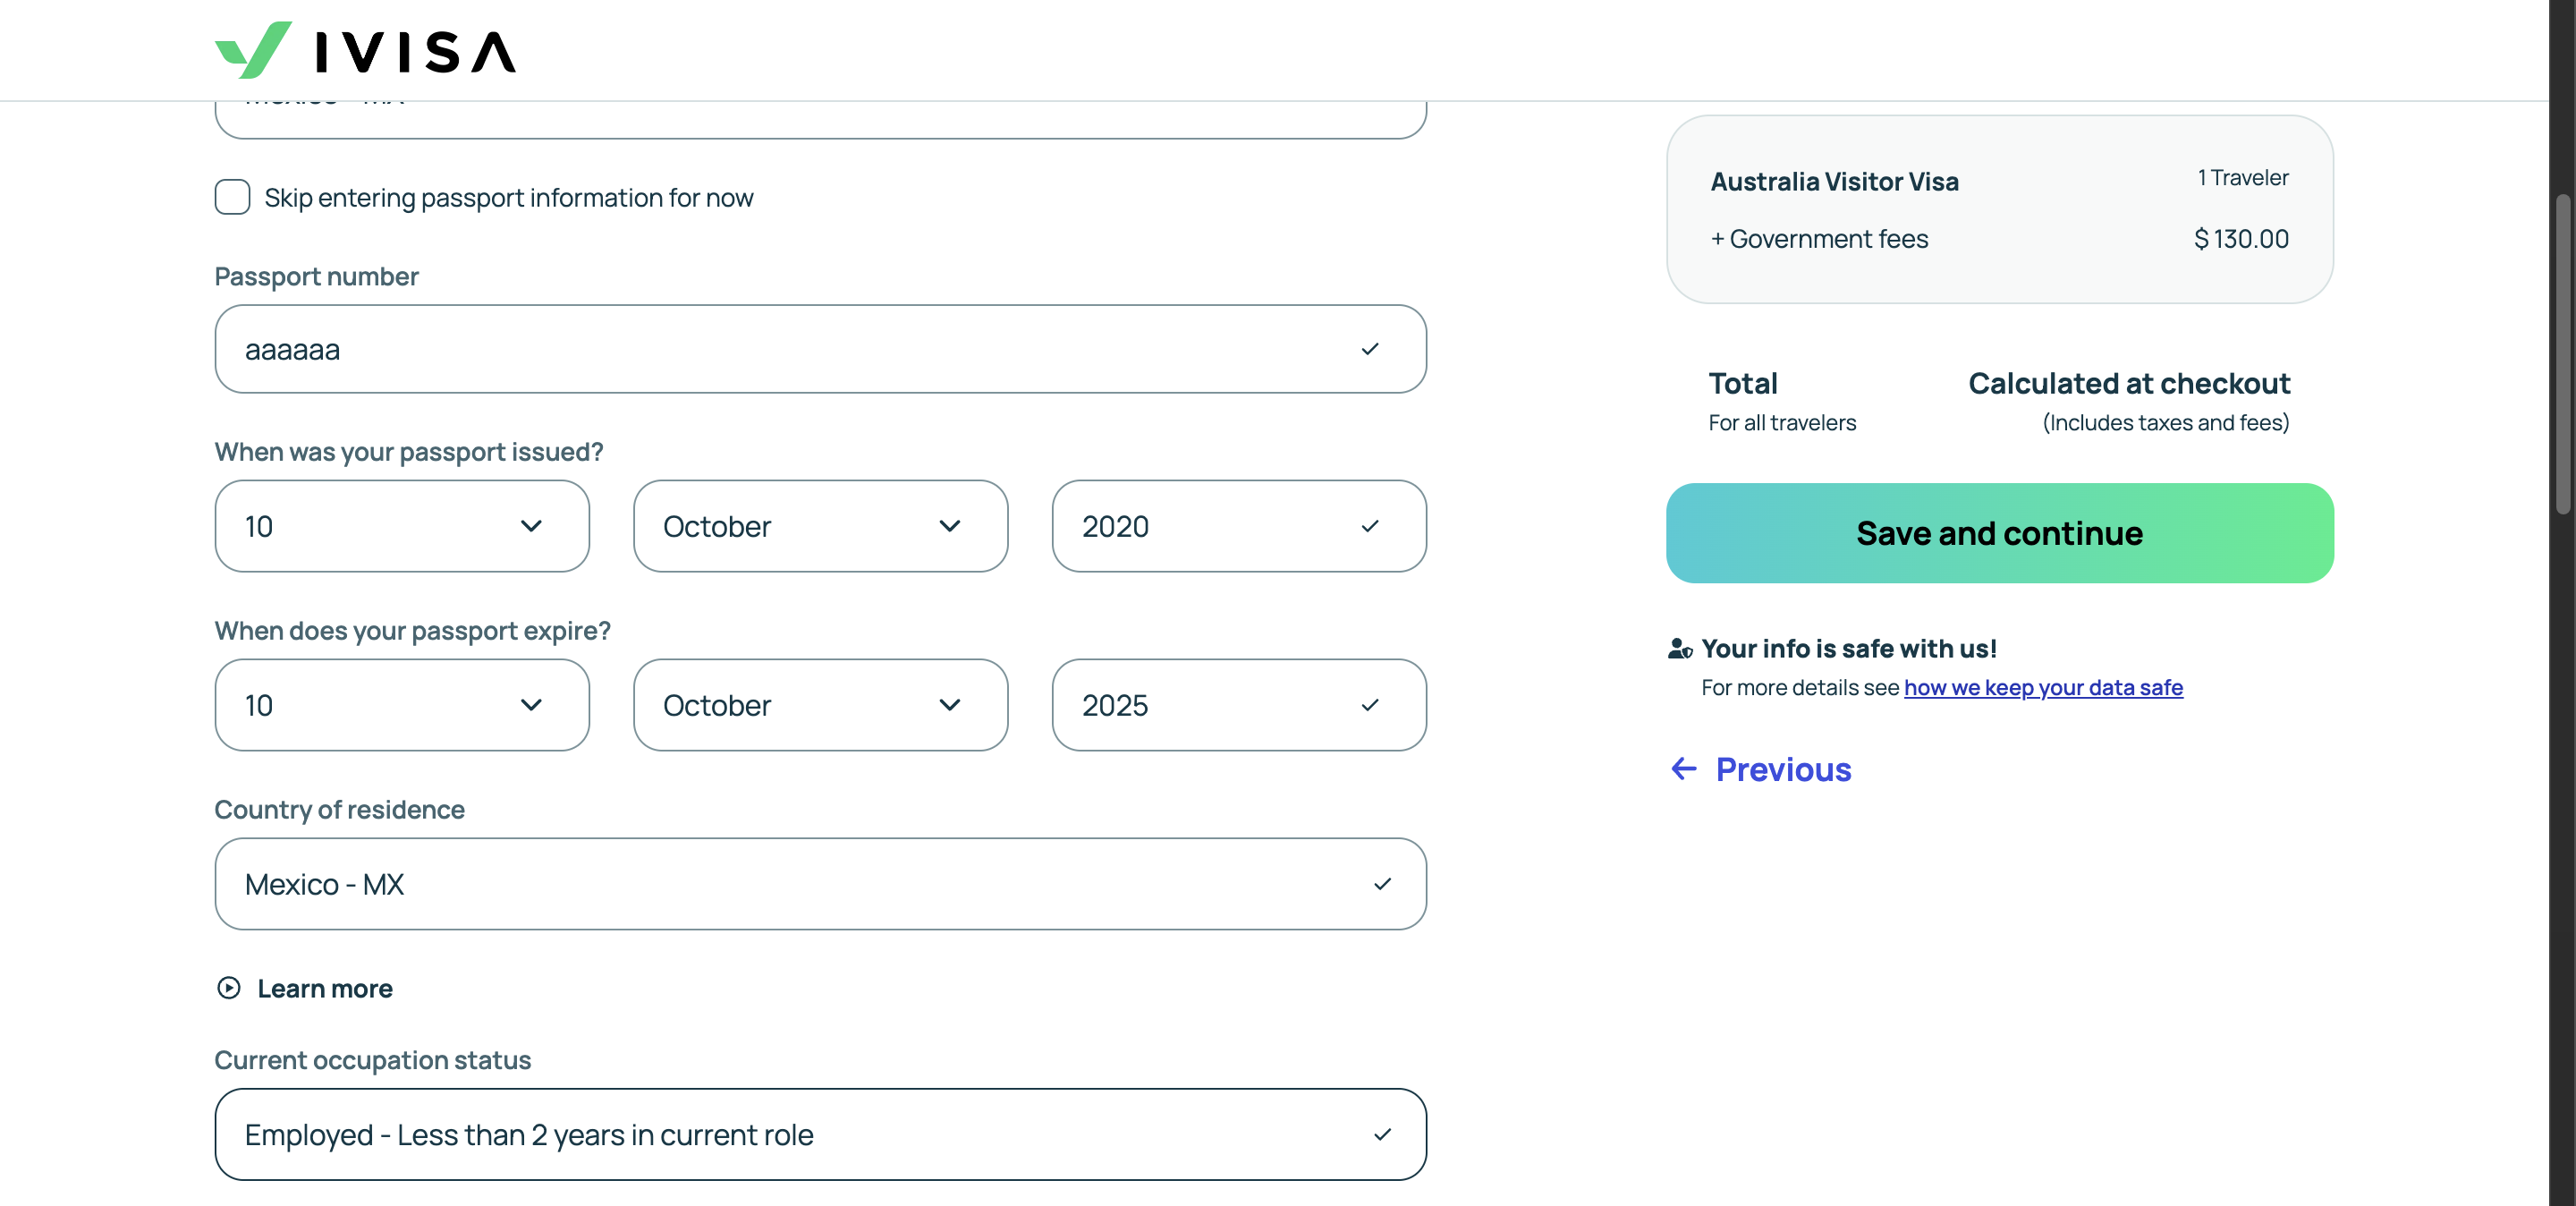 IVISA
Skip entering passport information for now
Passport number
aaaaaa
When was your passport issued?
10 October 2020
When does your passport expire?
10 October 2025
Country of residence
Mexico - MX
Learn more
Current occupation status
Employed - Less than 2 years in current role
Australia Visitor Visa 1 Traveler
+ Government fees $ 130.00
Total Calculated at checkout
For all travelers (Includes taxes and fees)
Save and continue
Your info is safe with us!
For more details see how we keep your data safe
Previous